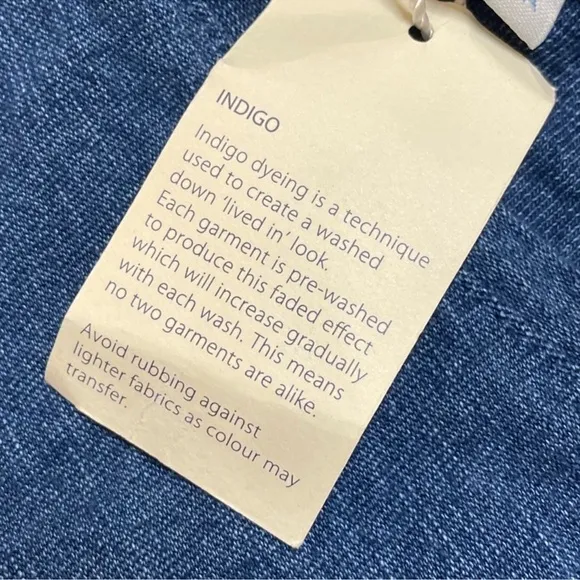 INDIGO
Indigo dyeing is a technique
used to create a washed
down 'lived in' look.
Each garment is pre-washed
to produce this faded effect
which will increase gradually
with each wash. This means
no two garments are alike.
Avoid rubbing against
lighter fabrics as colour may
transfer.